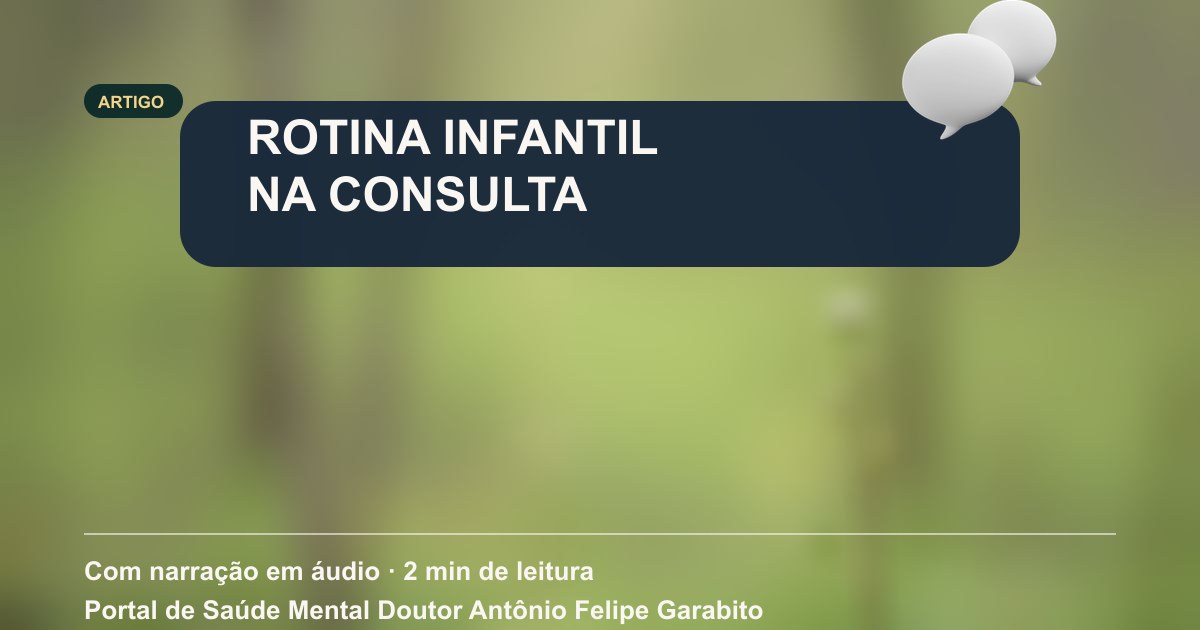 ARTIGO
ROTINA INFANTIL
NA CONSULTA
Com narração em áudio · 2 min de leitura
Portal de Saúde Mental Doutor Antônio Felipe Garabito